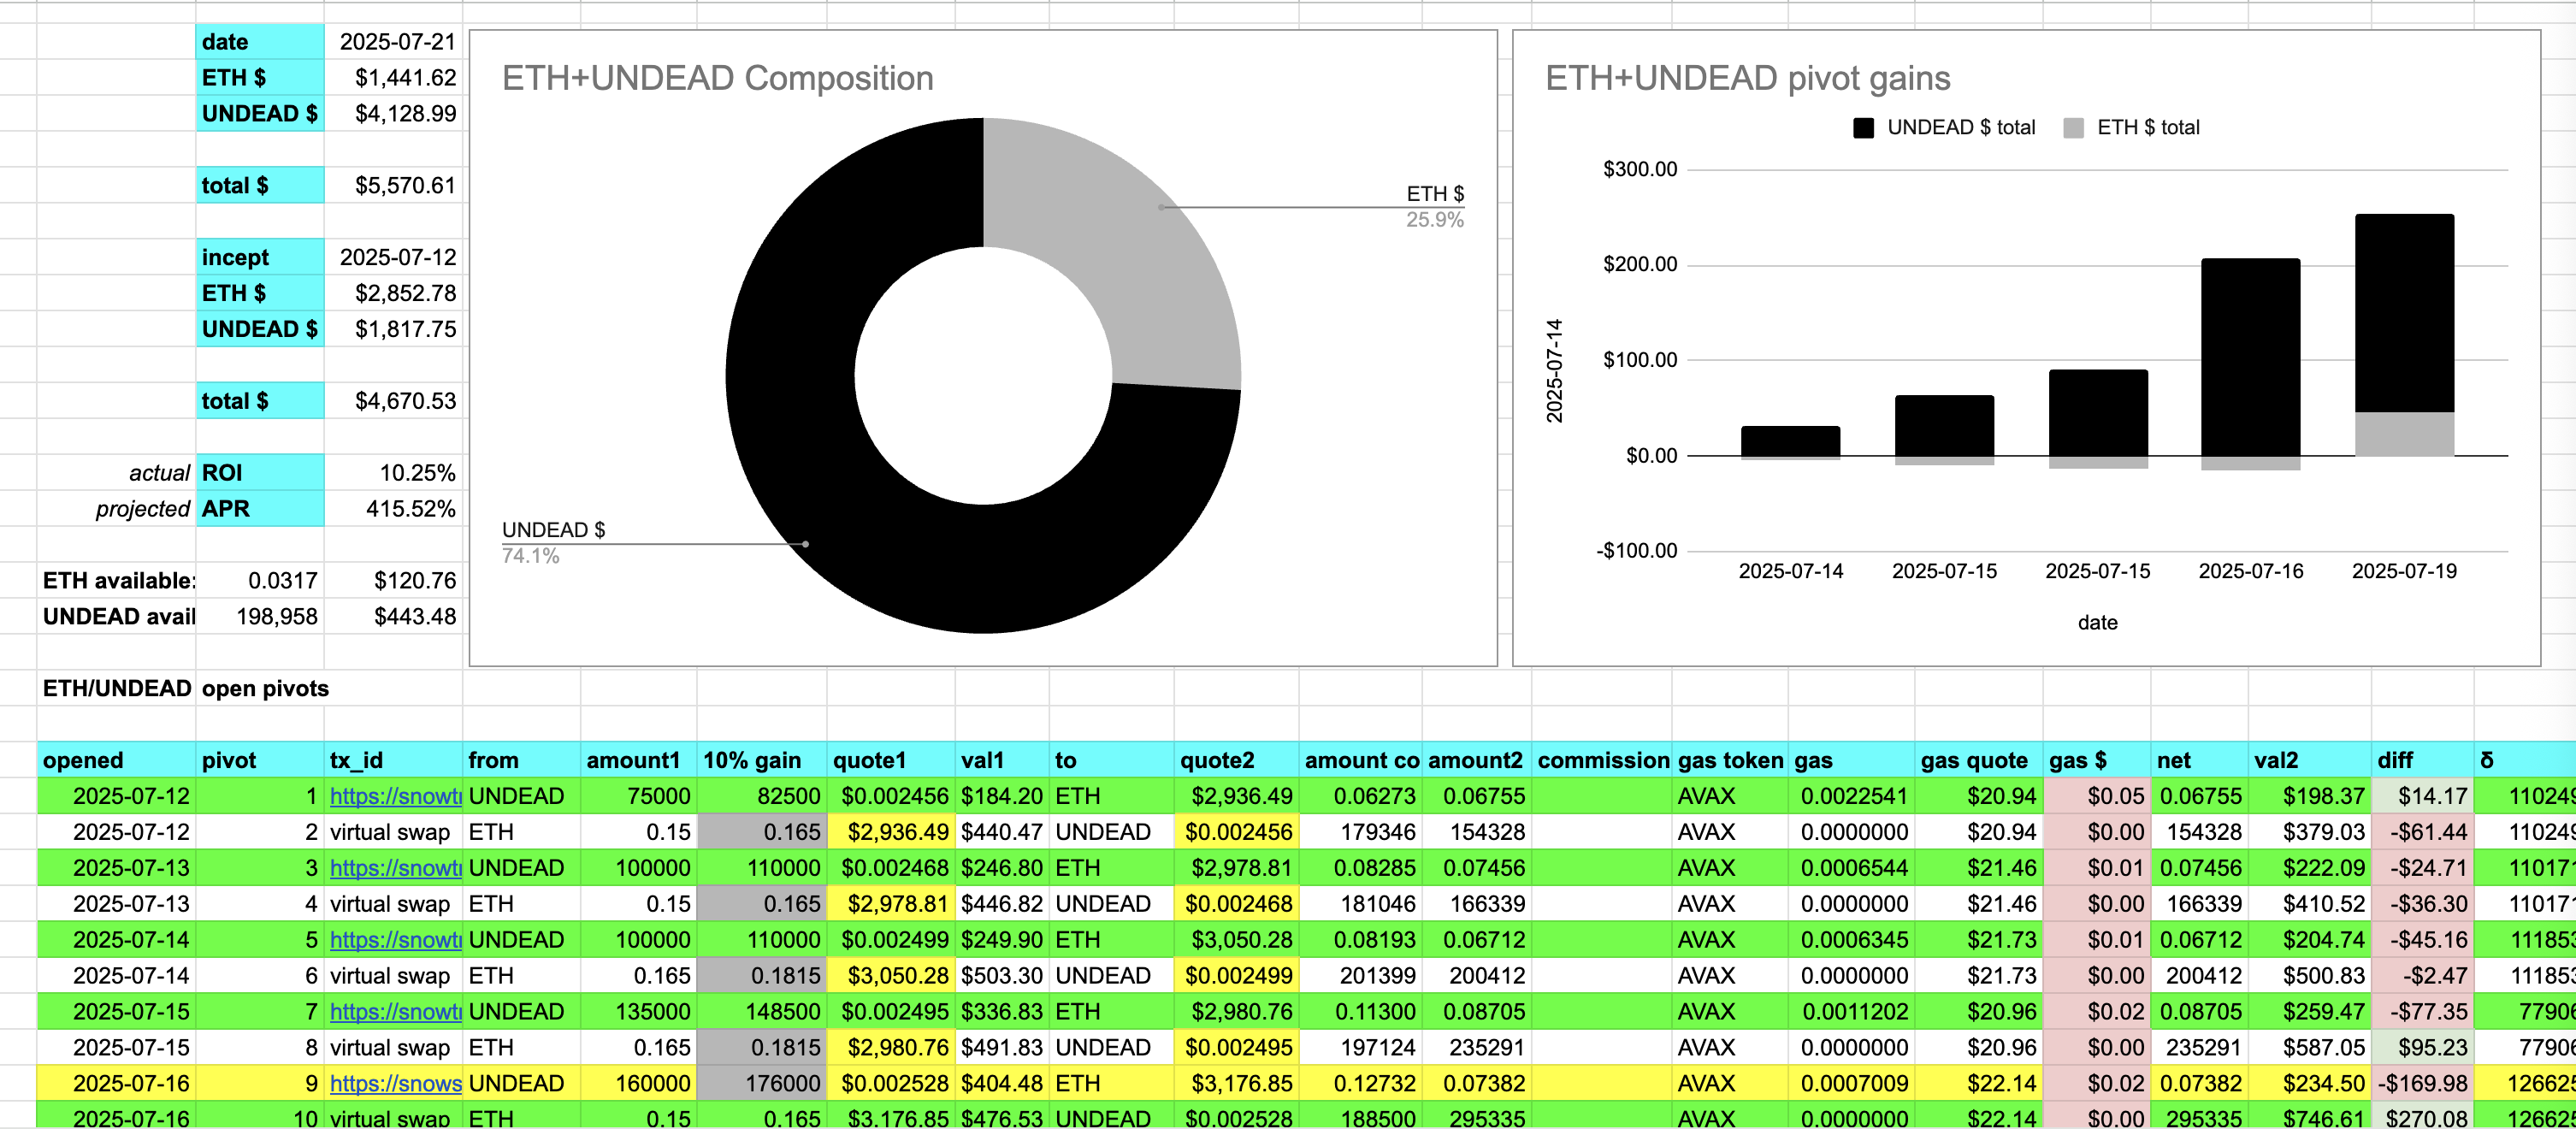 date 2025-07-21
ETH $ $1,441.62
UNDEAD $ $4,128.99
total $ $5,570.61
incept 2025-07-12
ETH $ $2,852.78
UNDEAD $ $1,817.75
total $ $4,670.53
actual ROI 10.25%
projected APR 415.52%
ETH available: 0.0317 $120.76
UNDEAD avail 198,958 $443.48
ETH+UNDEAD Composition
ETH $
25.9%
UNDEAD $
74.1%
ETH+UNDEAD pivot gains
UNDEAD $ total ETH $ total
$300.00
$200.00
$100.00
$0.00
-$100.00
2025-07-14
2025-07-14 2025-07-15 2025-07-15 2025-07-16 2025-07-19
date
ETH/UNDEAD open pivots
opened pivot tx_id from amount1 10% gain quote1 val1 to quote2 amount co amount2 commission gas token gas gas quote gas $ net val2 diff δ
2025-07-12 1 https://snowt UNDEAD 75000 82500 $0.002456 $184.20 ETH $2,936.49 0.06273 0.06755 AVAX 0.0022541 $20.94 $0.05 0.06755 $198.37 $14.17 110249
2025-07-12 2 virtual swap ETH 0.15 0.165 $2,936.49 $440.47 UNDEAD $0.002456 179346 154328 AVAX 0.0000000 $20.94 $0.00 154328 $379.03 -$61.44 110249
2025-07-13 3 https://snowt UNDEAD 100000 110000 $0.002468 $246.80 ETH $2,978.81 0.08285 0.07456 AVAX 0.0006544 $21.46 $0.01 0.07456 $222.09 -$24.71 110171
2025-07-13 4 virtual swap ETH 0.15 0.165 $2,978.81 $446.82 UNDEAD $0.002468 181046 166339 AVAX 0.0000000 $21.46 $0.00 166339 $410.52 -$36.30 110171
2025-07-14 5 https://snowt UNDEAD 100000 110000 $0.002499 $249.90 ETH $3,050.28 0.08193 0.06712 AVAX 0.0006345 $21.73 $0.01 0.06712 $204.74 -$45.16 111853
2025-07-14 6 virtual swap ETH 0.165 0.1815 $3,050.28 $503.30 UNDEAD $0.002499 201399 200412 AVAX 0.0000000 $21.73 $0.00 200412 $500.83 -$2.47 111853
2025-07-15 7 https://snowt UNDEAD 135000 148500 $0.002495 $336.83 ETH $2,980.76 0.11300 0.08705 AVAX 0.0011202 $20.96 $0.02 0.08705 $259.47 -$77.35 77906
2025-07-15 8 virtual swap ETH 0.165 0.1815 $2,980.76 $491.83 UNDEAD $0.002495 197124 235291 AVAX 0.0000000 $20.96 $0.00 235291 $587.05 $95.23 77906
2025-07-16 9 https://snows UNDEAD 160000 176000 $0.002528 $404.48 ETH $3,176.85 0.12732 0.07382 AVAX 0.0007009 $22.14 $0.02 0.07382 $234.50 -$169.98 126625
2025-07-16 10 virtual swap ETH 0.15 0.165 $3,176.85 $476.53 UNDEAD $0.002528 188500 295335 AVAX 0.0000000 $22.14 $0.00 295335 $746.61 $270.08 126625